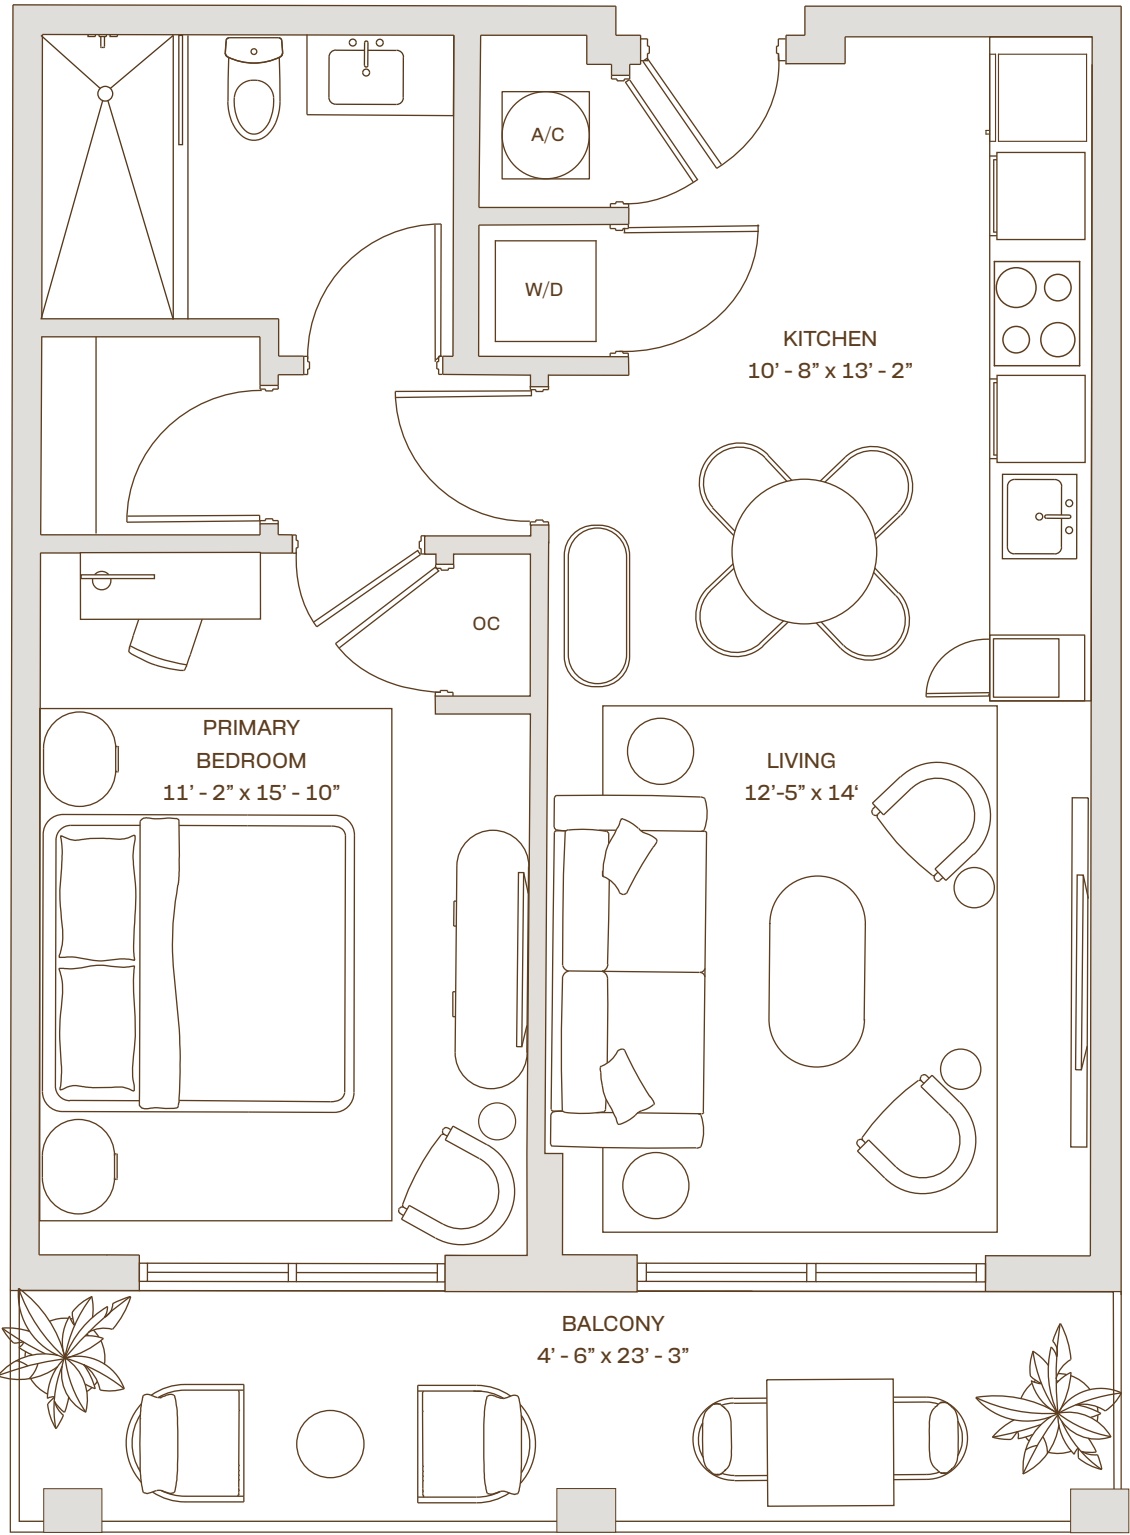 A/C
W/D
KITCHEN
10’ - 8” x 13’ - 2”
OC
PRIMARY
BEDROOM
11’ - 2” x 15’ - 10”
LIVING
12’-5” x 14‘
BALCONY
4’ - 6” x 23’ - 3”